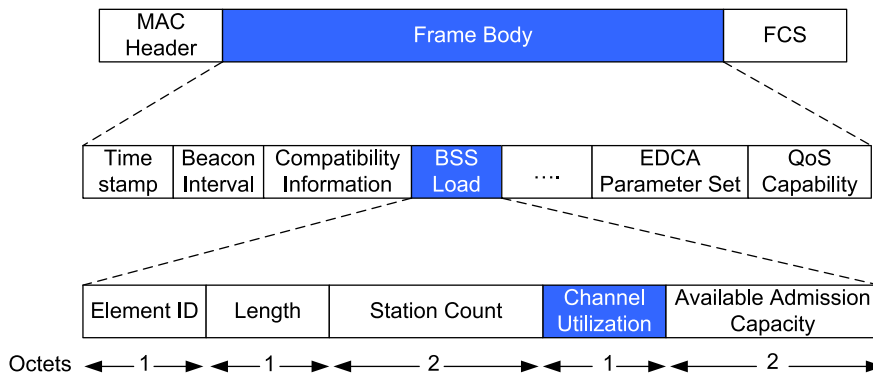 MAC
Header
Frame Body
FCS
Time
stamp
Beacon
Interval
Compatibility
Information
BSS
Load
....
EDCA
Parameter Set
QoS
Capability
Element ID
Length
Station Count
Channel
Utilization
Available Admission
Capacity
Octets
1
1
2
1
2